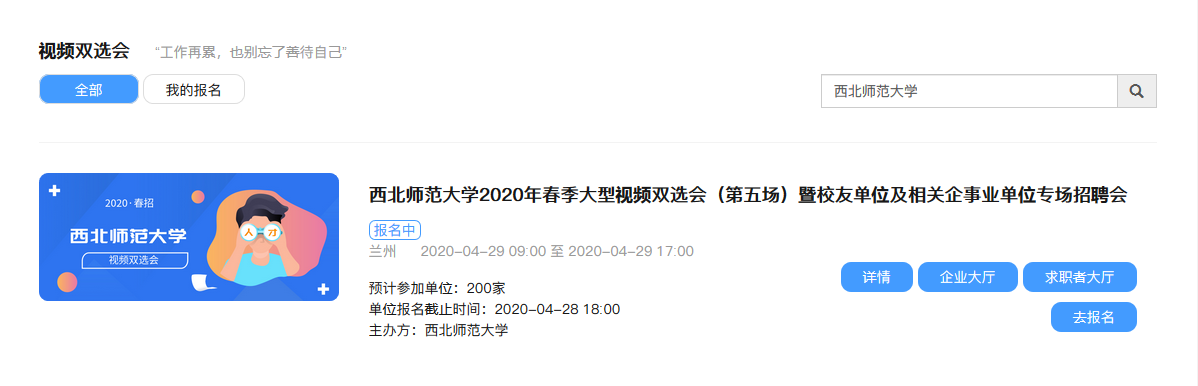 视频双选会 “工作再累，也别忘了善待自己”
全部 我的报名
西北师范大学
2020·春招
西北师范大学
视频双选会
人 才
西北师范大学2020年春季大型视频双选会（第五场）暨校友单位及相关企事业单位专场招聘会
报名中
兰州 2020-04-29 09:00 至 2020-04-29 17:00
预计参加单位：200家
单位报名截止时间：2020-04-28 18:00
主办方：西北师范大学
详情 企业大厅 求职者大厅
去报名